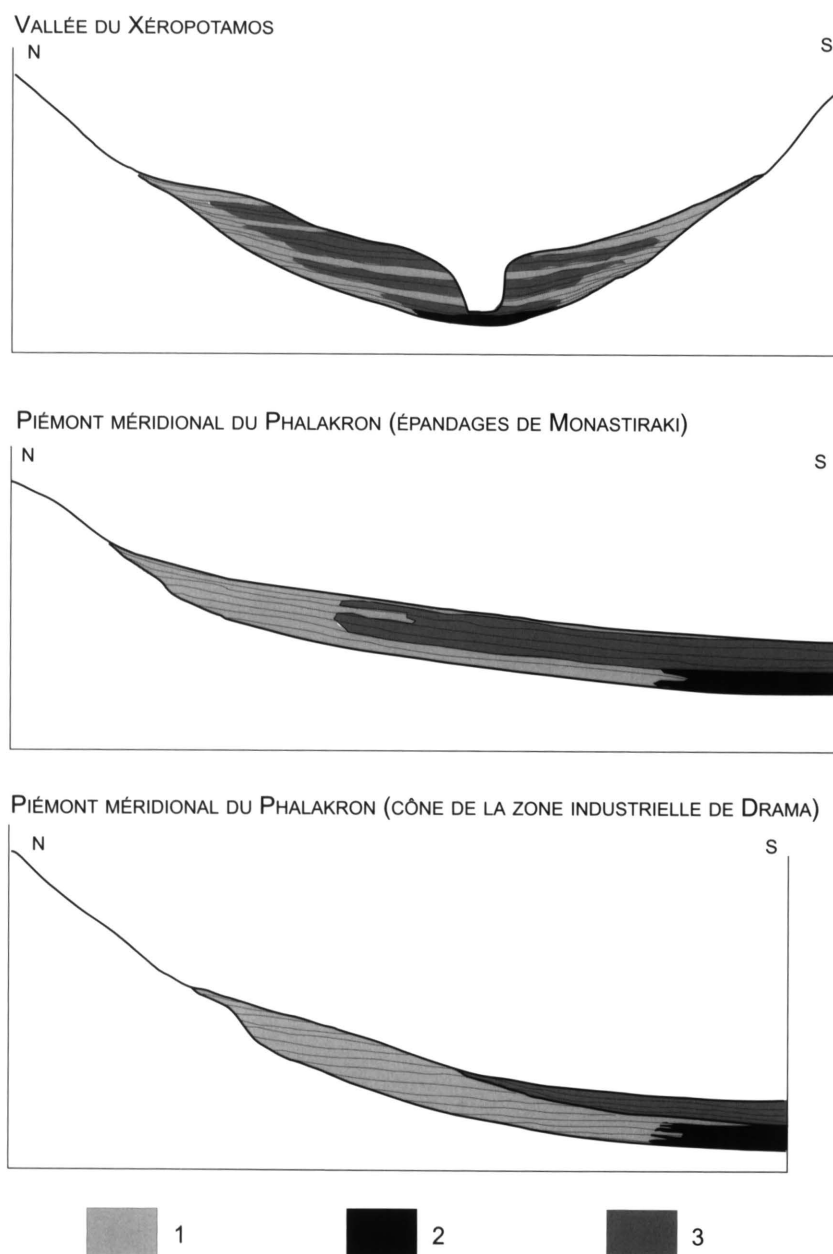 VALLÉE DU XÉROPOTAMOS
N S
PIÉMONT MÉRIDIONAL DU PHALAKRON (ÉPANDAGES DE MONASTIRAKI)
N S
PIÉMONT MÉRIDIONAL DU PHALAKRON (CÔNE DE LA ZONE INDUSTRIELLE DE DRAMA)
N S
1 2 3